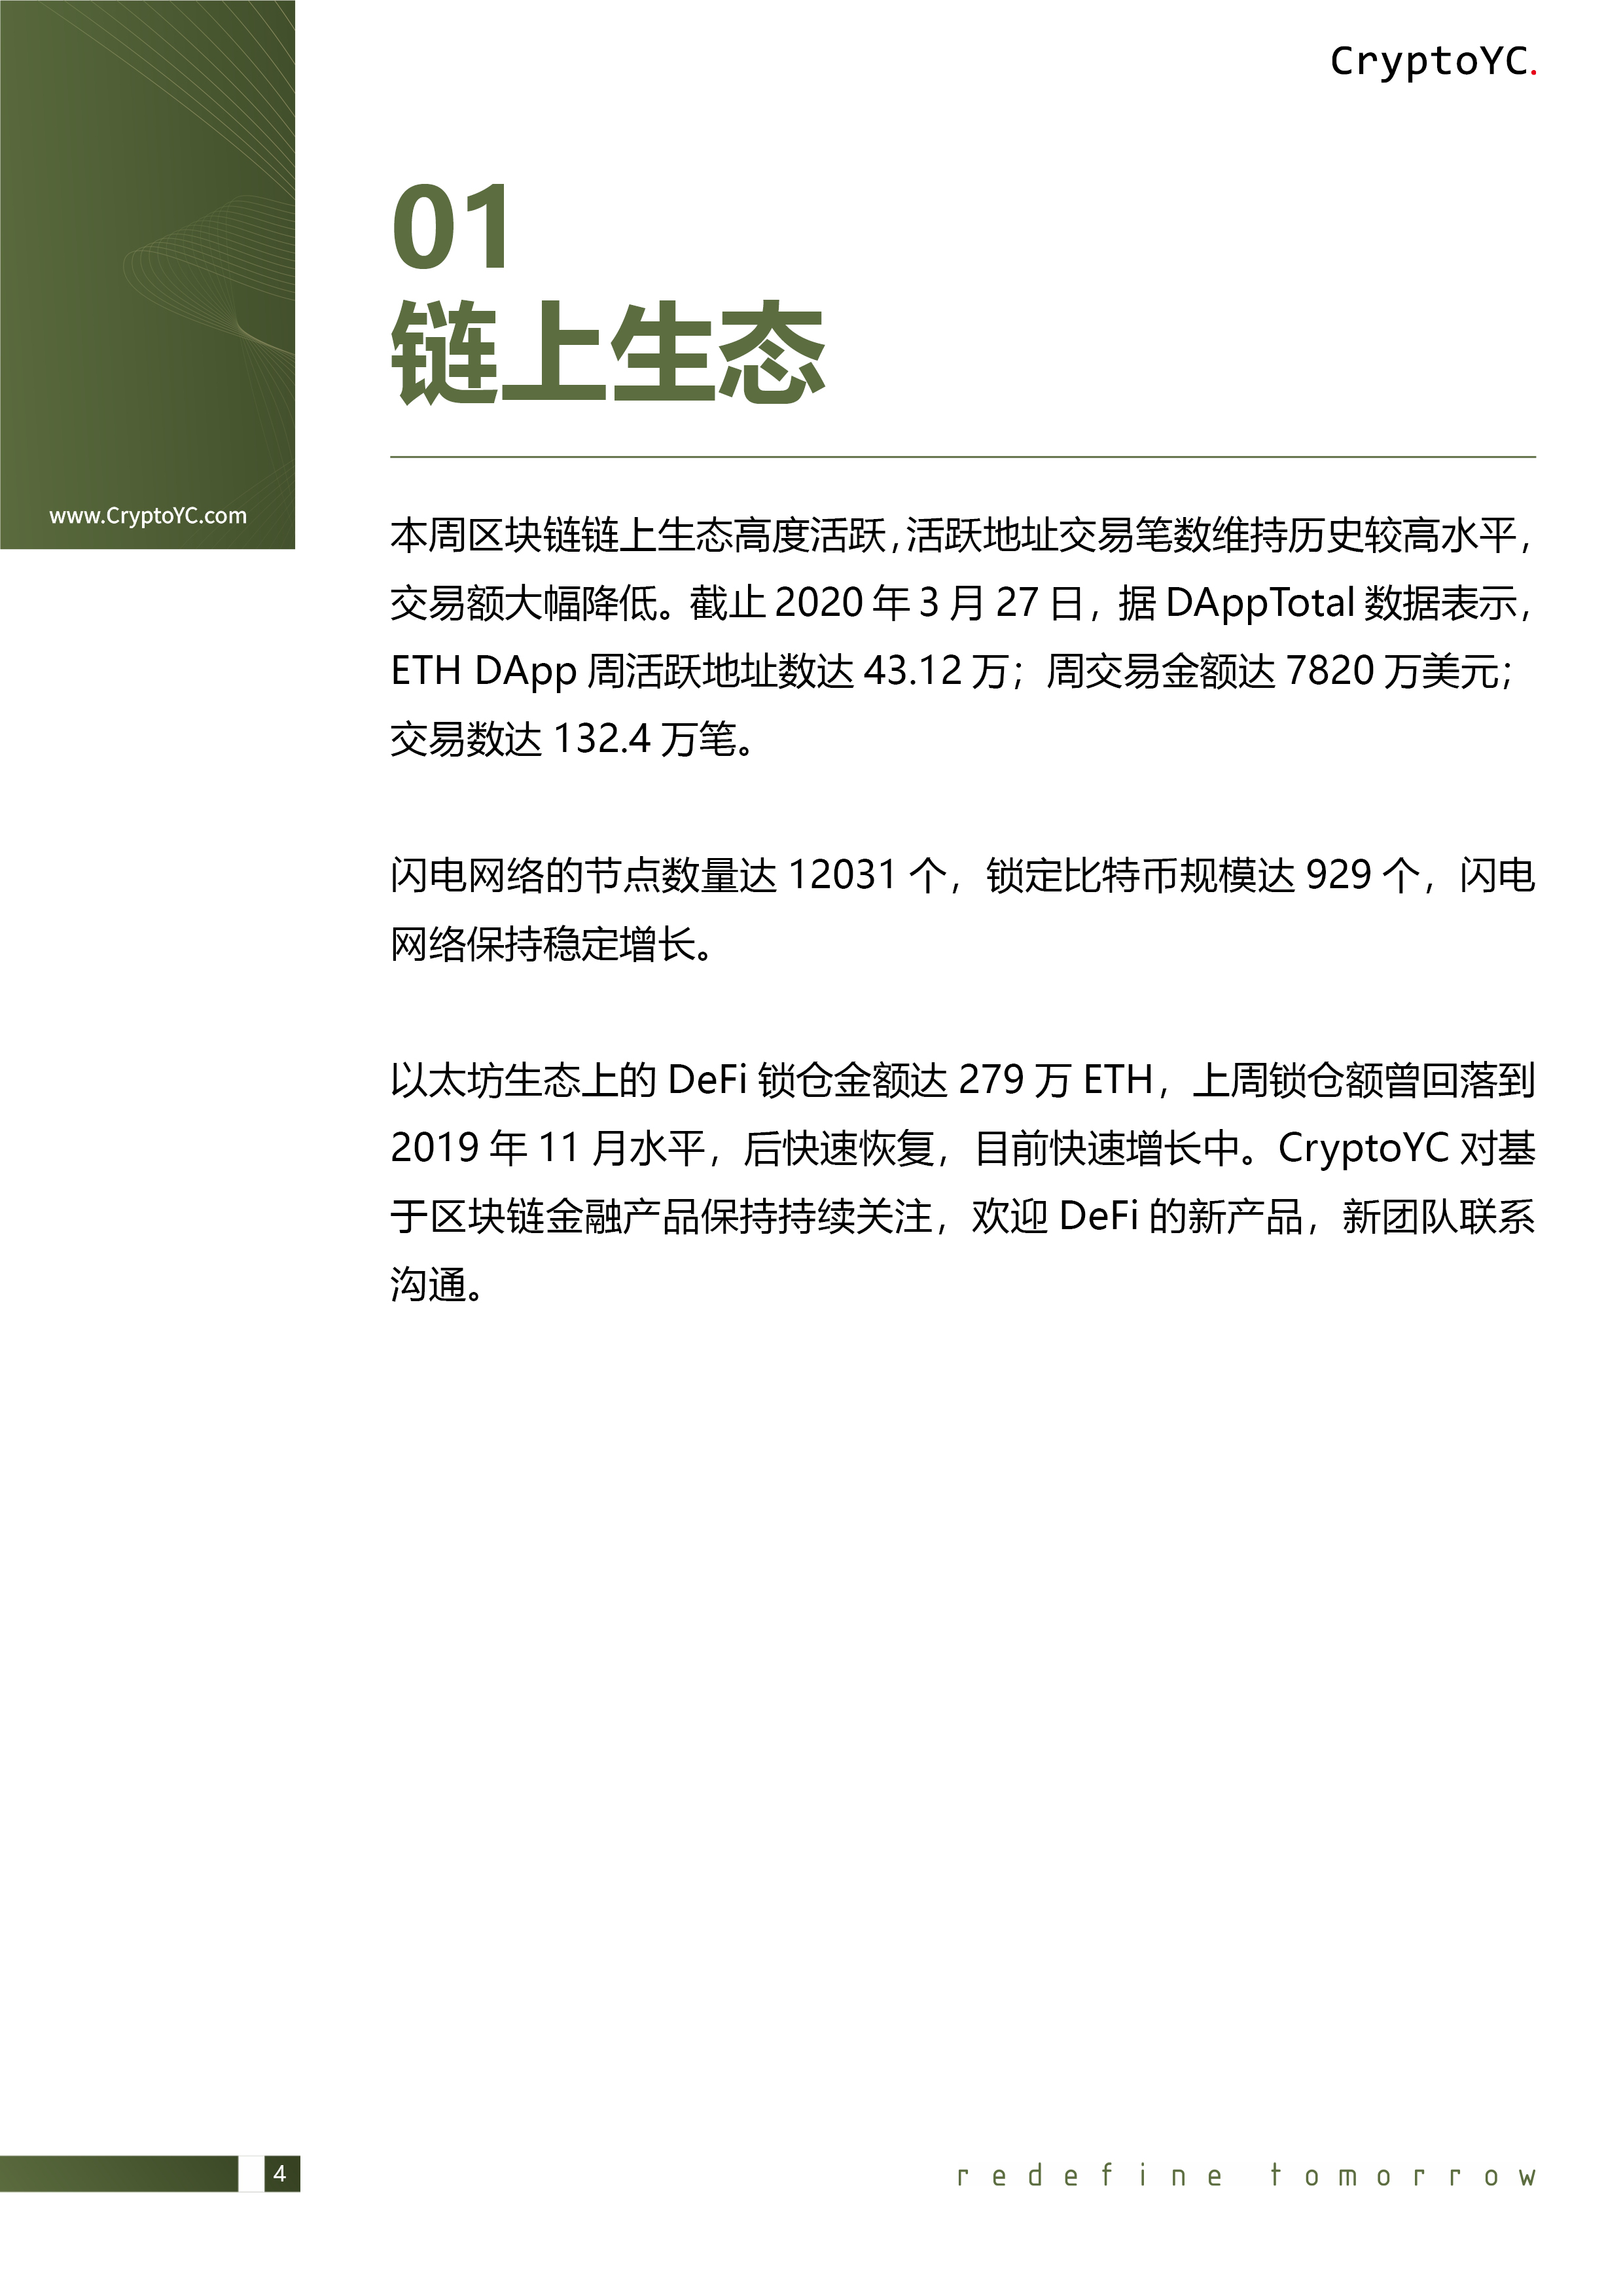 CryptoYC.
01
链上生态
www.CryptoYC.com
本周区块链链上生态高度活跃，活跃地址交易笔数维持历史较高水平，
交易额大幅降低。截止 2020 年 3 月 27 日，据 DAppTotal 数据表示，
ETH DApp 周活跃地址数达 43.12 万；周交易金额达 7820 万美元；
交易数达 132.4 万笔。
闪电网络的节点数量达 12031 个，锁定比特币规模达 929 个，闪电
网络保持稳定增长。
以太坊生态上的 DeFi 锁仓金额达 279 万 ETH，上周锁仓额曾回落到
2019 年 11 月水平，后快速恢复，目前快速增长中。CryptoYC 对基
于区块链金融产品保持持续关注，欢迎 DeFi 的新产品，新团队联系
沟通。
4
redefine tomorrow